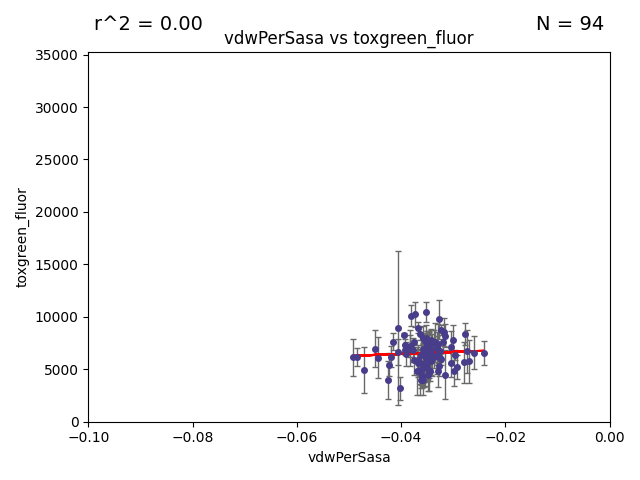 r^2 = 0.00
N = 94
vdwPerSasa vs toxgreen_fluor
35000
30000
25000
20000
15000
10000
5000
0
toxgreen_fluor
−0.10
−0.08
−0.06
−0.04
−0.02
0.00
vdwPerSasa